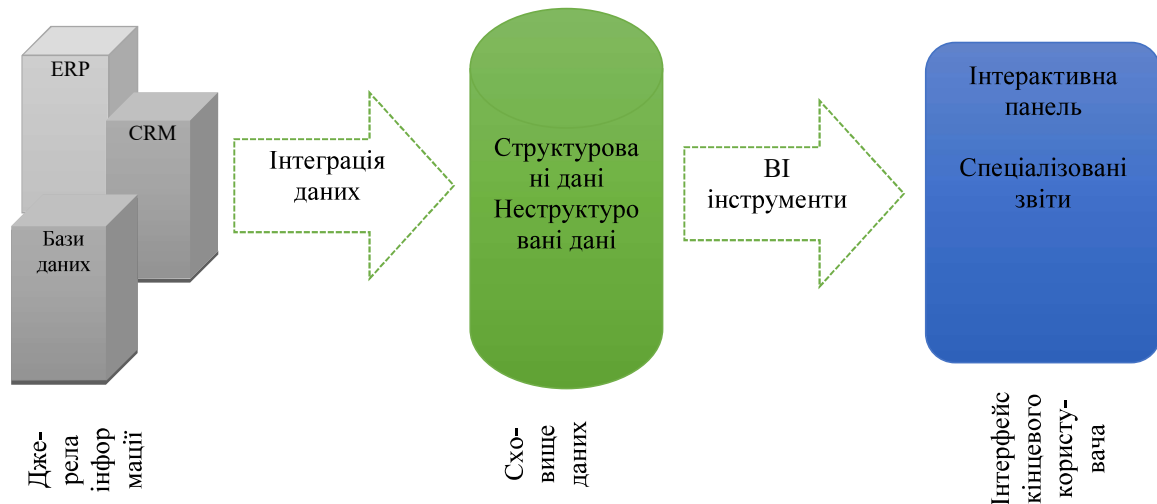 ERP
CRM
Бази
даних
Інтеграція
даних
Структурова
ні дані
Неструктуро
вані дані
BI
інструменти
Інтерактивна
панель
Спеціалізовані
звіти
Дже-
рела
інфор
мації
Схо-
вище
даних
Інтерфейс
кінцевого
користу-
вача